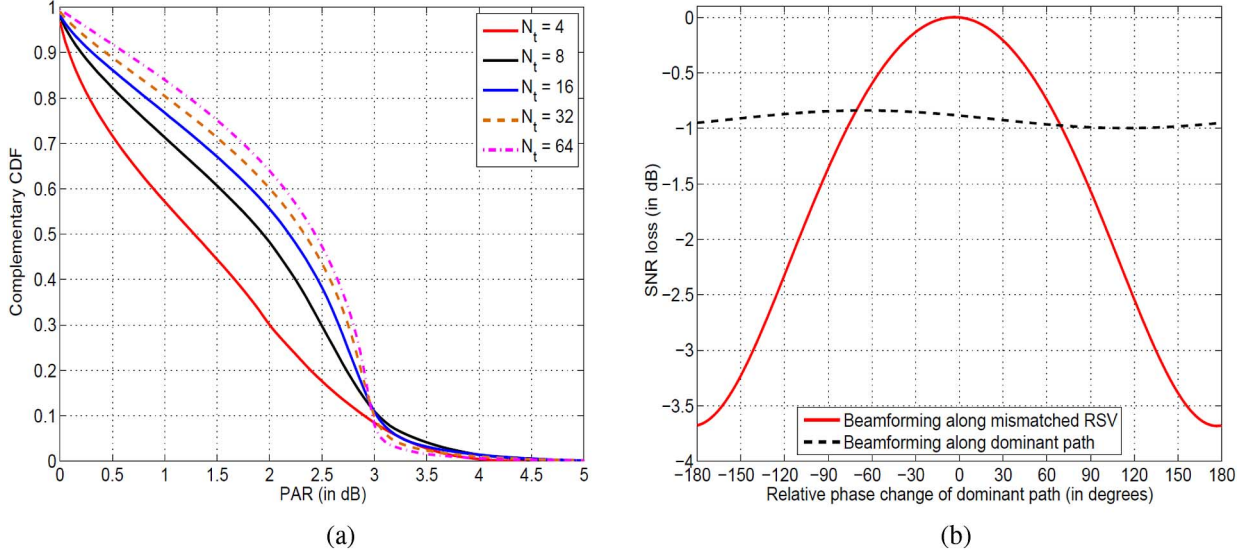 1
0.9
0.8
0.7
0.6
0.5
0.4
0.3
0.2
0.1
0
Complementary CDF
0 0.5 1 1.5 2 2.5 3 3.5 4 4.5 5
PAR (in dB)
N_t = 4
N_t = 8
N_t = 16
N_t = 32
N_t = 64
(a)
0
−0.5
−1
−1.5
−2
−2.5
−3
−3.5
−4
SNR loss (in dB)
Beamforming along mismatched RSV
Beamforming along dominant path
−180 −150 −120 −90 −60 −30 0 30 60 90 120 150 180
Relative phase change of dominant path (in degrees)
(b)